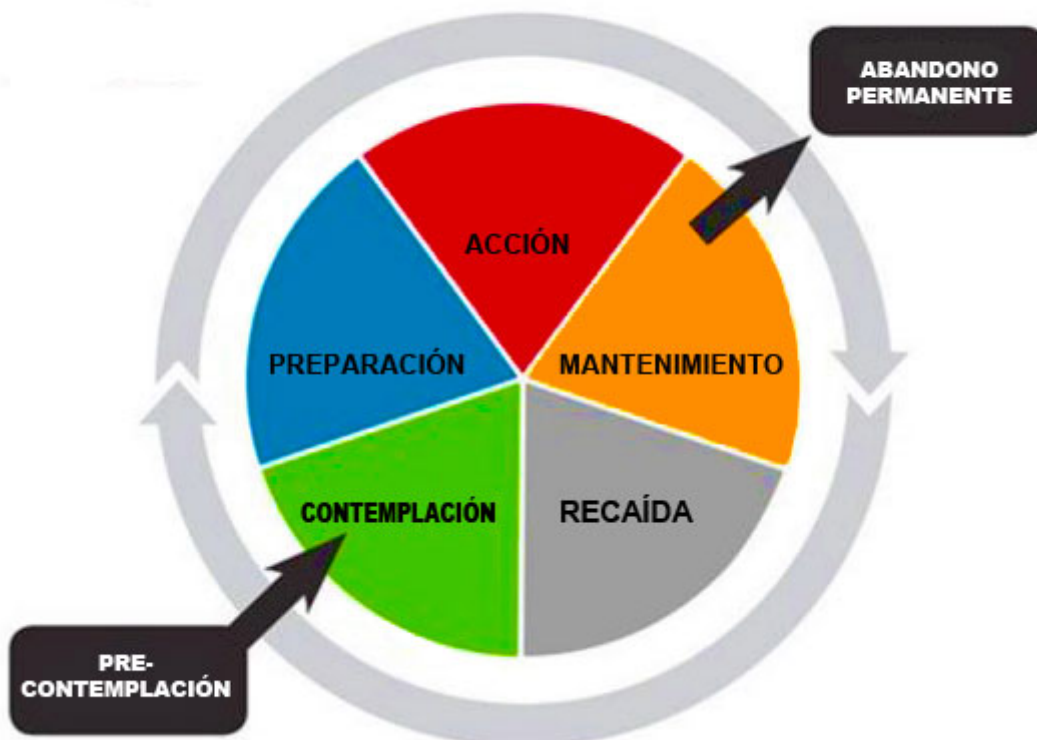 ABANDONO
PERMANENTE
ACCIÓN
PREPARACIÓN
MANTENIMIENTO
CONTEMPLACIÓN
RECAÍDA
PRE-
CONTEMPLACIÓN